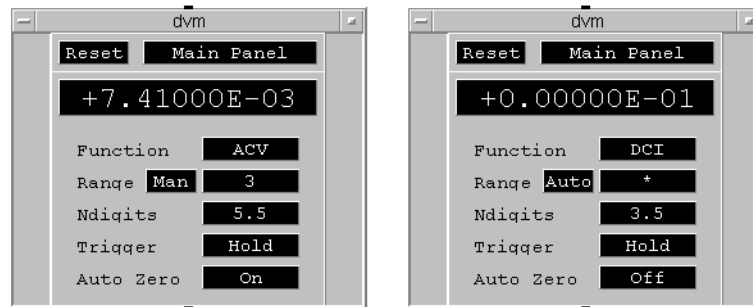 dvm
Reset Main Panel
+7.41000E-03
Function ACV
Range Man 3
Ndigits 5.5
Trigger Hold
Auto Zero On
dvm
Reset Main Panel
+0.00000E-01
Function DCI
Range Auto *
Ndigits 3.5
Trigger Hold
Auto Zero Off